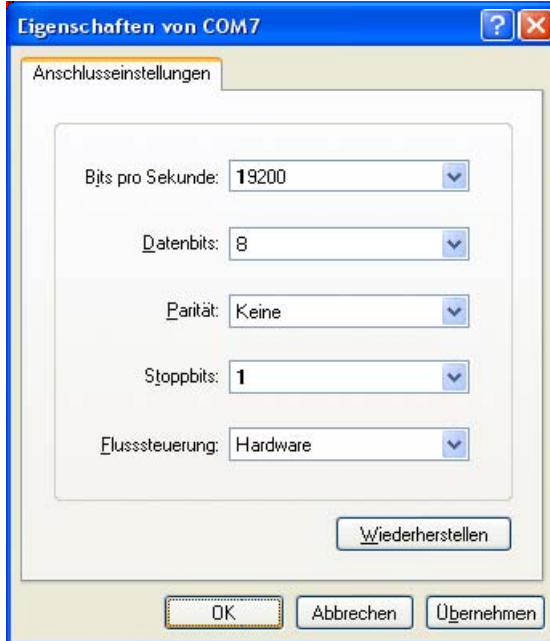 Eigenschaften von COM7
Anschlusseinstellungen
Bits pro Sekunde: 19200
Datenbits: 8
Parität: Keine
Stoppbits: 1
Flusssteuerung: Hardware
Wiederherstellen
OK Abbrechen Übernehmen